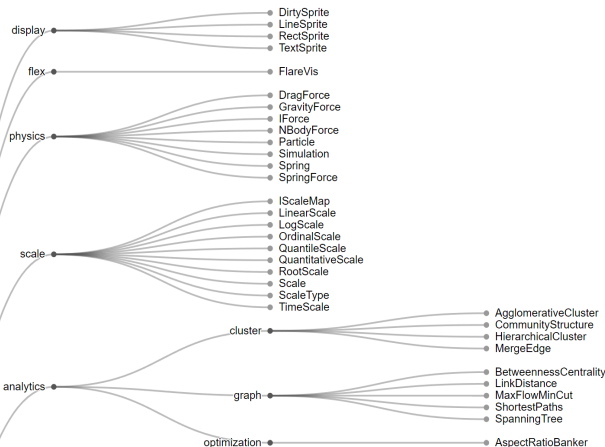 display
DirtySprite
LineSprite
RectSprite
TextSprite
flex
FlareVis
physics
DragForce
GravityForce
IForce
NBodyForce
Particle
Simulation
Spring
SpringForce
scale
IScaleMap
LinearScale
LogScale
OrdinalScale
QuantileScale
QuantitativeScale
RootScale
Scale
ScaleType
TimeScale
analytics
cluster
AgglomerativeCluster
CommunityStructure
HierarchicalCluster
MergeEdge
graph
BetweennessCentrality
LinkDistance
MaxFlowMinCut
ShortestPaths
SpanningTree
optimization
AspectRatioBanker